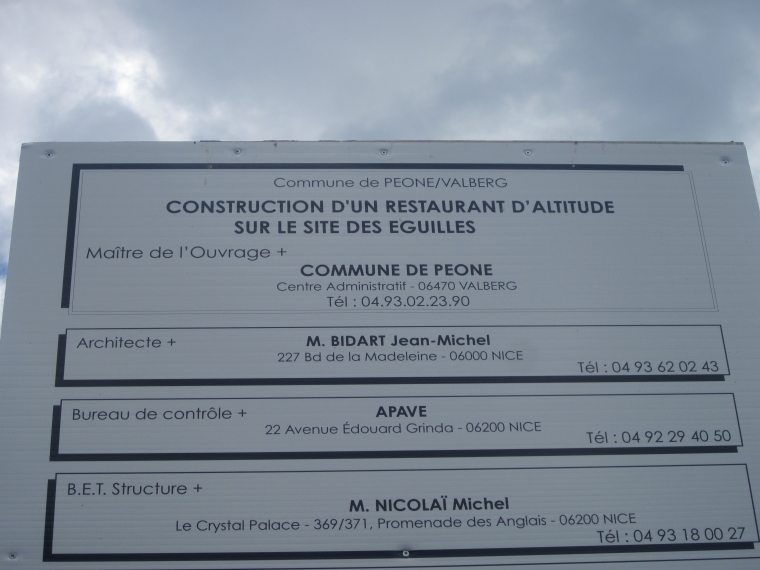 Commune de PEONE/VALBERG
CONSTRUCTION D'UN RESTAURANT D'ALTITUDE
SUR LE SITE DES EGUILLES
Maître de l'Ouvrage +
COMMUNE DE PEONE
Centre Administratif - 06470 VALBERG
Tél : 04.93.02.23.90
Architecte +
M. BIDART Jean-Michel
227 Bd de la Madeleine - 06000 NICE
Tél : 04 93 62 02 43
Bureau de contrôle +
APAVE
22 Avenue Édouard Grinda - 06200 NICE
Tél : 04 92 29 40 50
B.E.T. Structure +
M. NICOLAÏ Michel
Le Crystal Palace - 369/371, Promenade des Anglais - 06200 NICE
Tél : 04 93 18 00 27